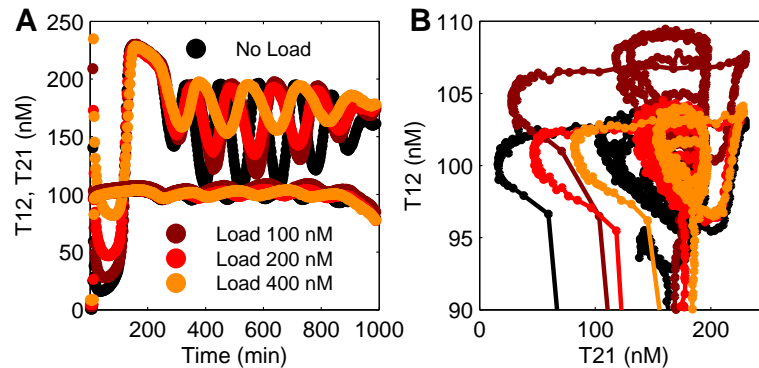 A
T12, T21 (nM)
250
200
150
100
50
0
No Load
Load 100 nM
Load 200 nM
Load 400 nM
200 400 600 800 1000
Time (min)
B
T12 (nM)
110
105
100
95
90
0 100 200
T21 (nM)